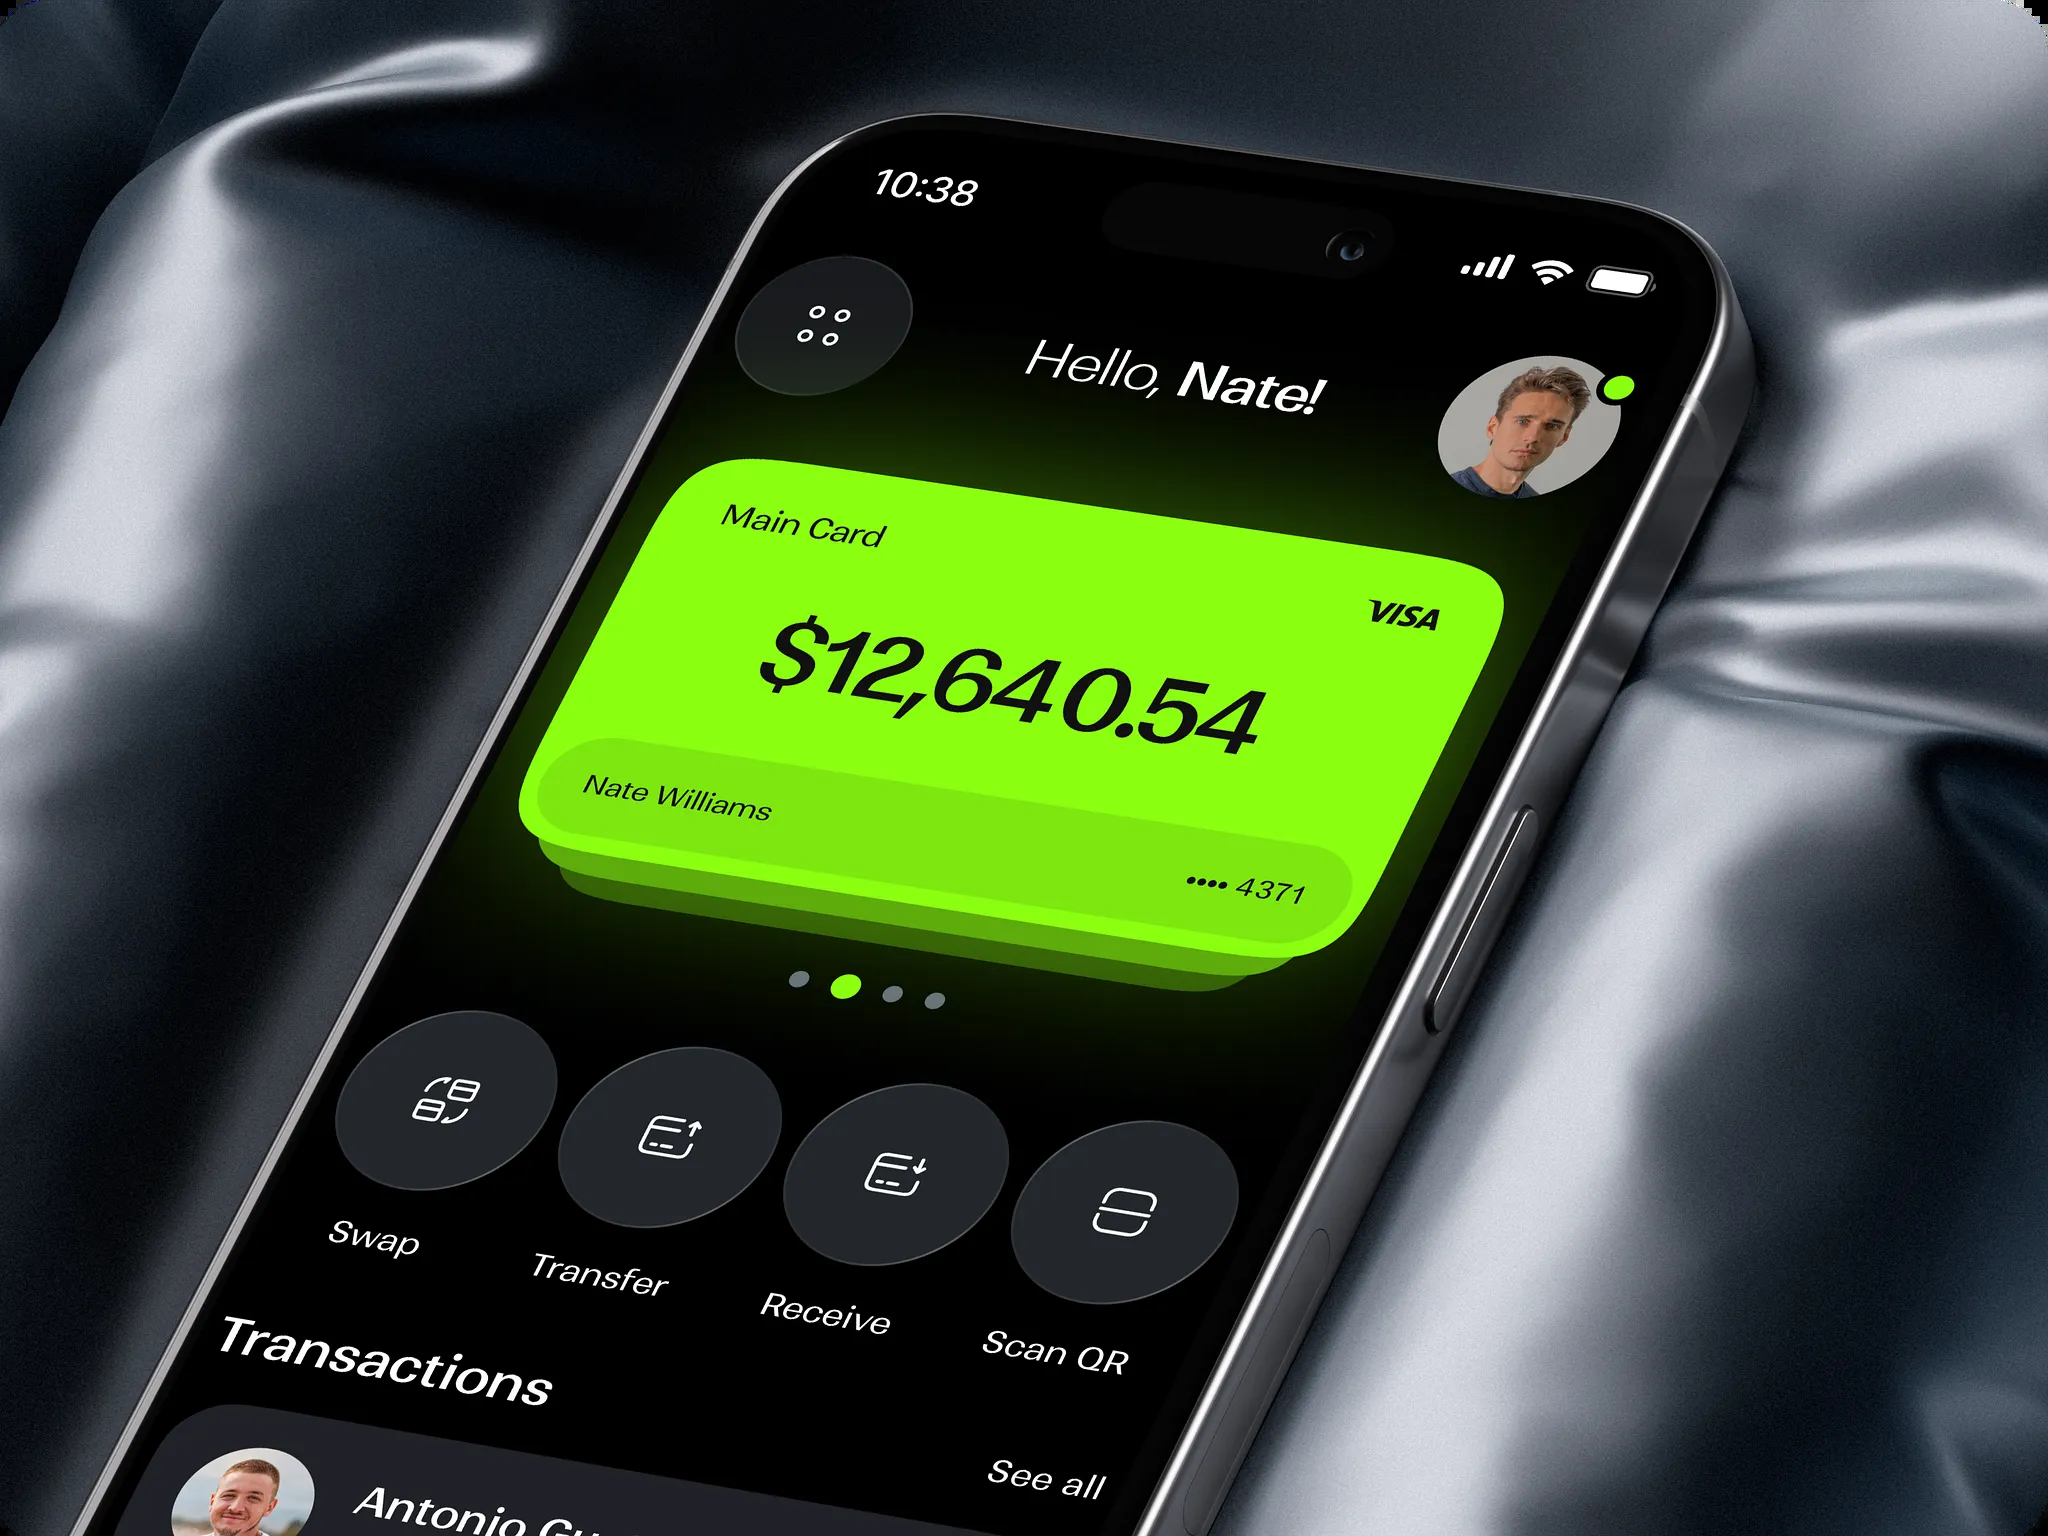 10:38
Hello, Nate!
Main Card
VISA
$12,640.54
Nate Williams
•••• 4371
Swap
Transfer
Receive
Scan QR
Transactions
See all
Antonio